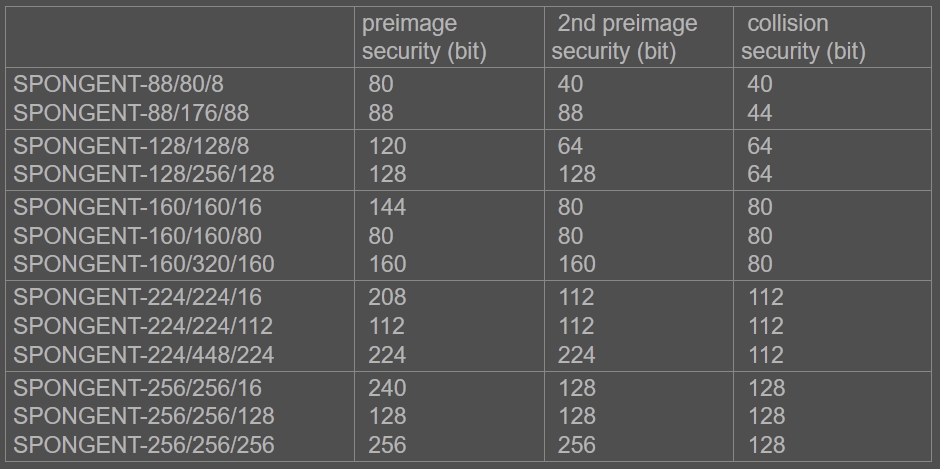 preimage security (bit) 2nd preimage security (bit) collision security (bit)
SPONGENT-88/80/8 80 40 40
SPONGENT-88/176/88 88 88 44
SPONGENT-128/128/8 120 64 64
SPONGENT-128/256/128 128 128 64
SPONGENT-160/160/16 144 80 80
SPONGENT-160/160/80 80 80 80
SPONGENT-160/320/160 160 160 80
SPONGENT-224/224/16 208 112 112
SPONGENT-224/224/112 112 112 112
SPONGENT-224/448/224 224 224 112
SPONGENT-256/256/16 240 128 128
SPONGENT-256/256/128 128 128 128
SPONGENT-256/256/256 256 256 128